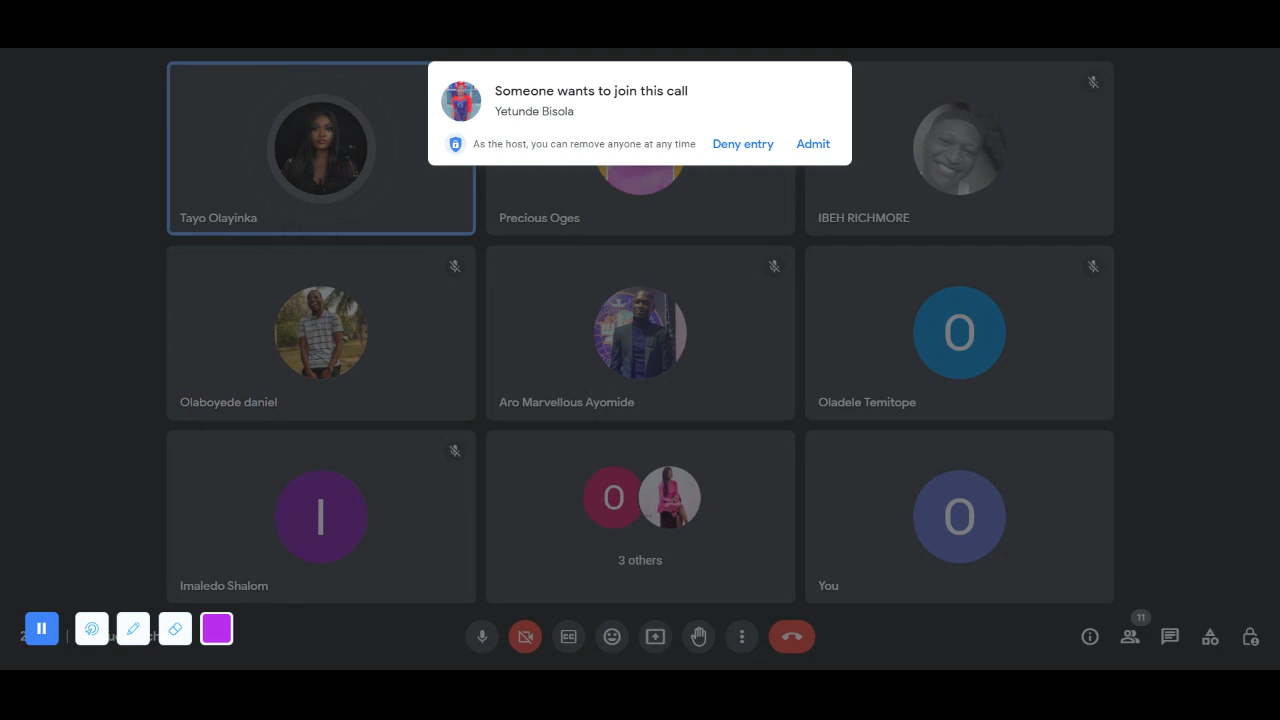 Someone wants to join this call
Yetunde Bisola
As the host, you can remove anyone at any time Deny entry Admit
Tayo Olayinka
Precious Oges
IBEH RICHMORE
Olaboyede daniel
Aro Marvellous Ayomide
O
Oladele Temitope
I
Imaledo Shalom
O
3 others
O
You
CC
11